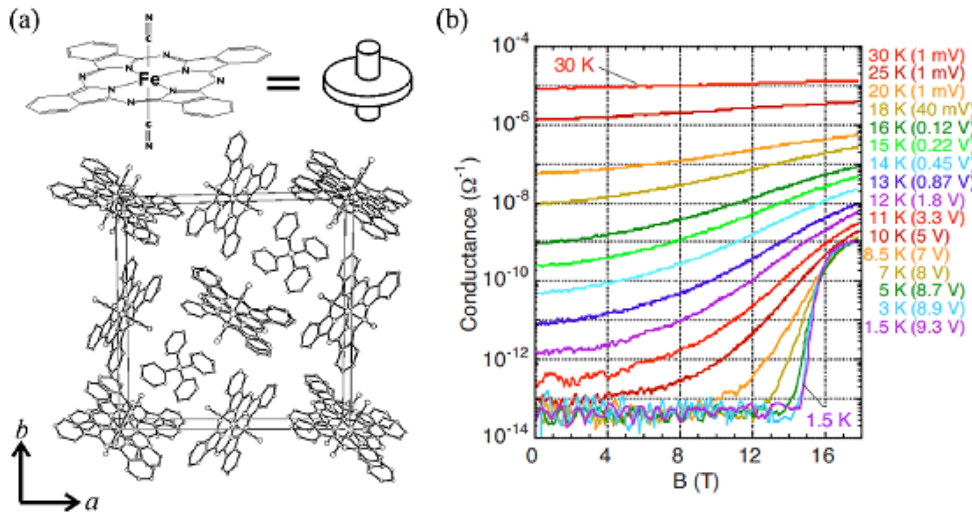 (a)
N
C
N
N
N
N
Fe
N
N
N
N
C
N
=
b
a
(b)
Conductance (Ω⁻¹)
10⁻⁴
10⁻⁶
10⁻⁸
10⁻¹⁰
10⁻¹²
10⁻¹⁴
30 K
1.5 K
0 4 8 12 16
B (T)
30 K (1 mV)
25 K (1 mV)
20 K (1 mV)
18 K (40 mV)
16 K (0.12 V)
15 K (0.22 V)
14 K (0.45 V)
13 K (0.87 V)
12 K (1.8 V)
11 K (3.3 V)
10 K (5 V)
8.5 K (7 V)
7 K (8 V)
5 K (8.7 V)
3 K (8.9 V)
1.5 K (9.3 V)